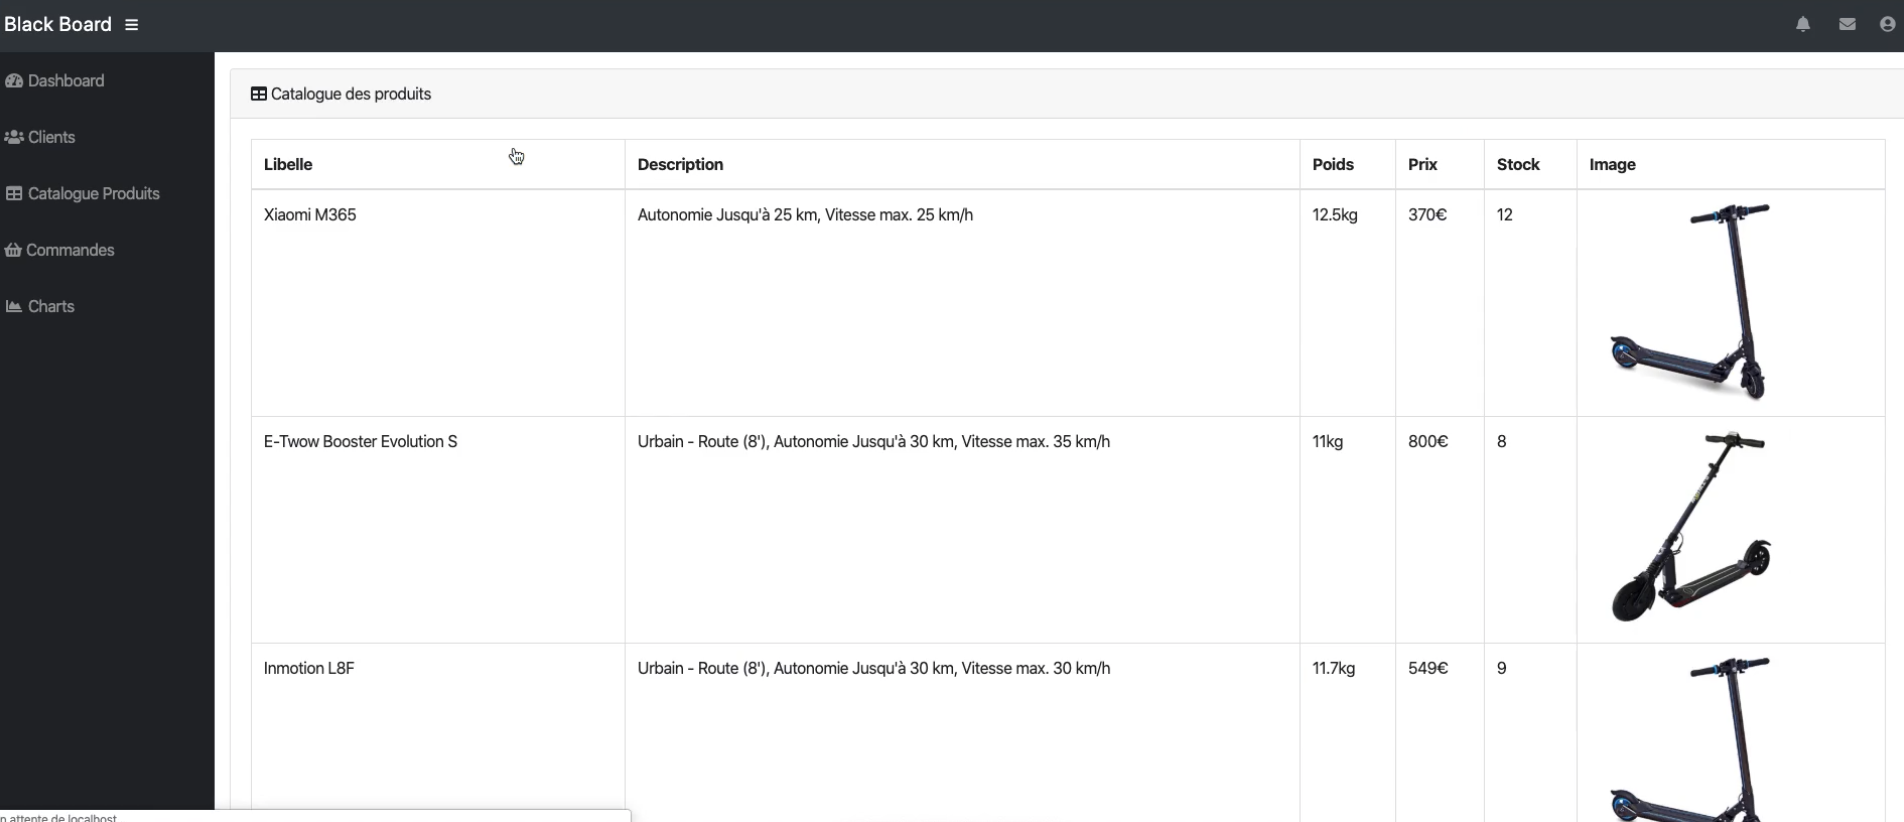 Black Board
Dashboard
Clients
Catalogue Produits
Commandes
Charts
Catalogue des produits
Libelle Description Poids Prix Stock Image
Xiaomi M365 Autonomie Jusqu'à 25 km, Vitesse max. 25 km/h 12.5kg 370€ 12
E-Twow Booster Evolution S Urbain - Route (8'), Autonomie Jusqu'à 30 km, Vitesse max. 35 km/h 11kg 800€ 8
Inmotion L8F Urbain - Route (8'), Autonomie Jusqu'à 30 km, Vitesse max. 30 km/h 11.7kg 549€ 9
n attente de localhost